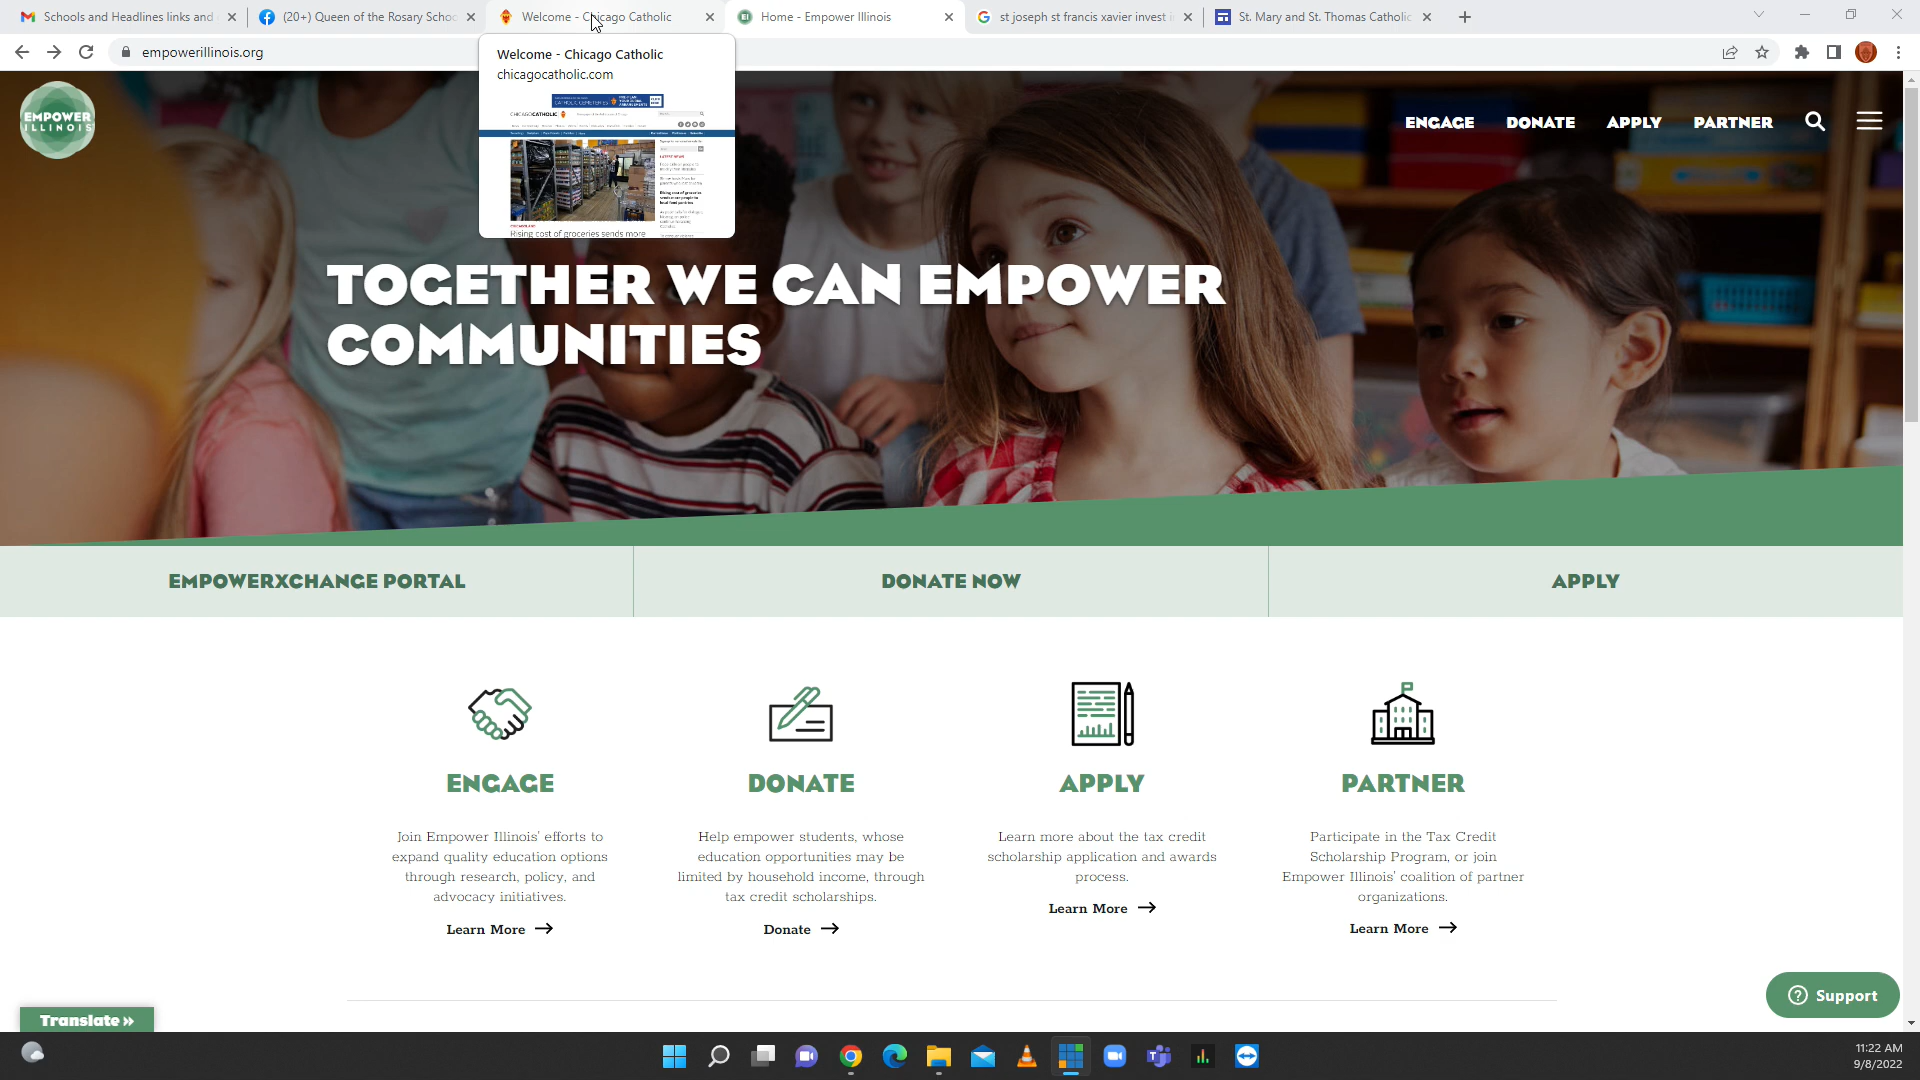 Schools and Headlines links and
(20+) Queen of the Rosary Schoo
Welcome - Chicago Catholic
Home - Empower Illinois
st joseph st francis xavier invest i
St. Mary and St. Thomas Catholic
empowerillinois.org
Welcome - Chicago Catholic
chicagocatholic.com
CHICAGOCATHOLIC
Rising cost of groceries sends more
EMPOWER
ILLINOIS
ENGAGE
DONATE
APPLY
PARTNER
TOGETHER WE CAN EMPOWER
COMMUNITIES
EMPOWERXCHANGE PORTAL
DONATE NOW
APPLY
ENGAGE
Join Empower Illinois' efforts to
expand quality education options
through research, policy, and
advocacy initiatives.
Learn More
DONATE
Help empower students, whose
education opportunities may be
limited by household income, through
tax credit scholarships.
Donate
APPLY
Learn more about the tax credit
scholarship application and awards
process.
Learn More
PARTNER
Participate in the Tax Credit
Scholarship Program, or join
Empower Illinois' coalition of partner
organizations.
Learn More
Translate »
Support
11:22 AM
9/8/2022